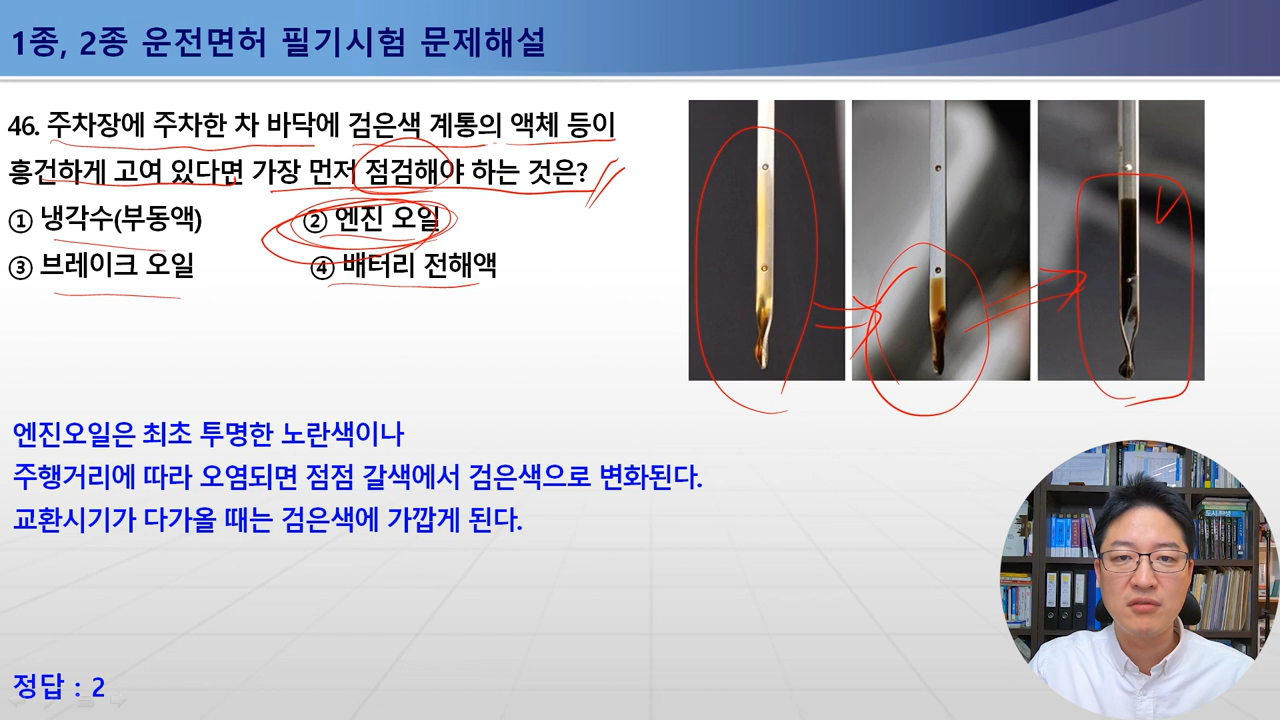 1종, 2종 운전면허 필기시험 문제해설
46. 주차장에 주차한 차 바닥에 검은색 계통의 액체 등이
흥건하게 고여 있다면 가장 먼저 점검해야 하는 것은?
① 냉각수(부동액) ② 엔진 오일
③ 브레이크 오일 ④ 배터리 전해액
엔진오일은 최초 투명한 노란색이나
주행거리에 따라 오염되면 점점 갈색에서 검은색으로 변화된다.
교환시기가 다가올 때는 검은색에 가깝게 된다.
정답 : 2